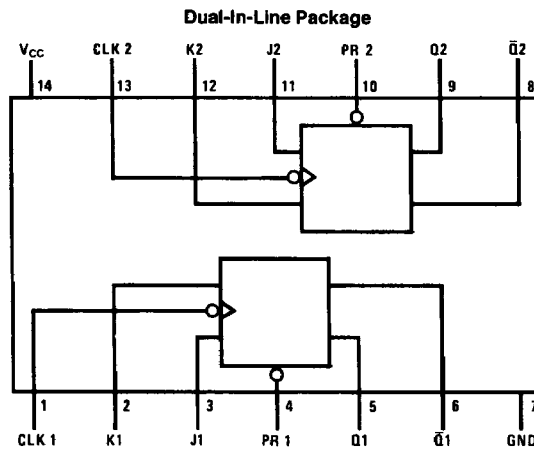 Dual-In-Line Package
VCC CLK 2 K2 J2 PR 2 Q2 Q̅2
14 13 12 11 10 9 8
1 2 3 4 5 6 7
CLK 1 K1 J1 PR 1 Q1 Q̅1 GND